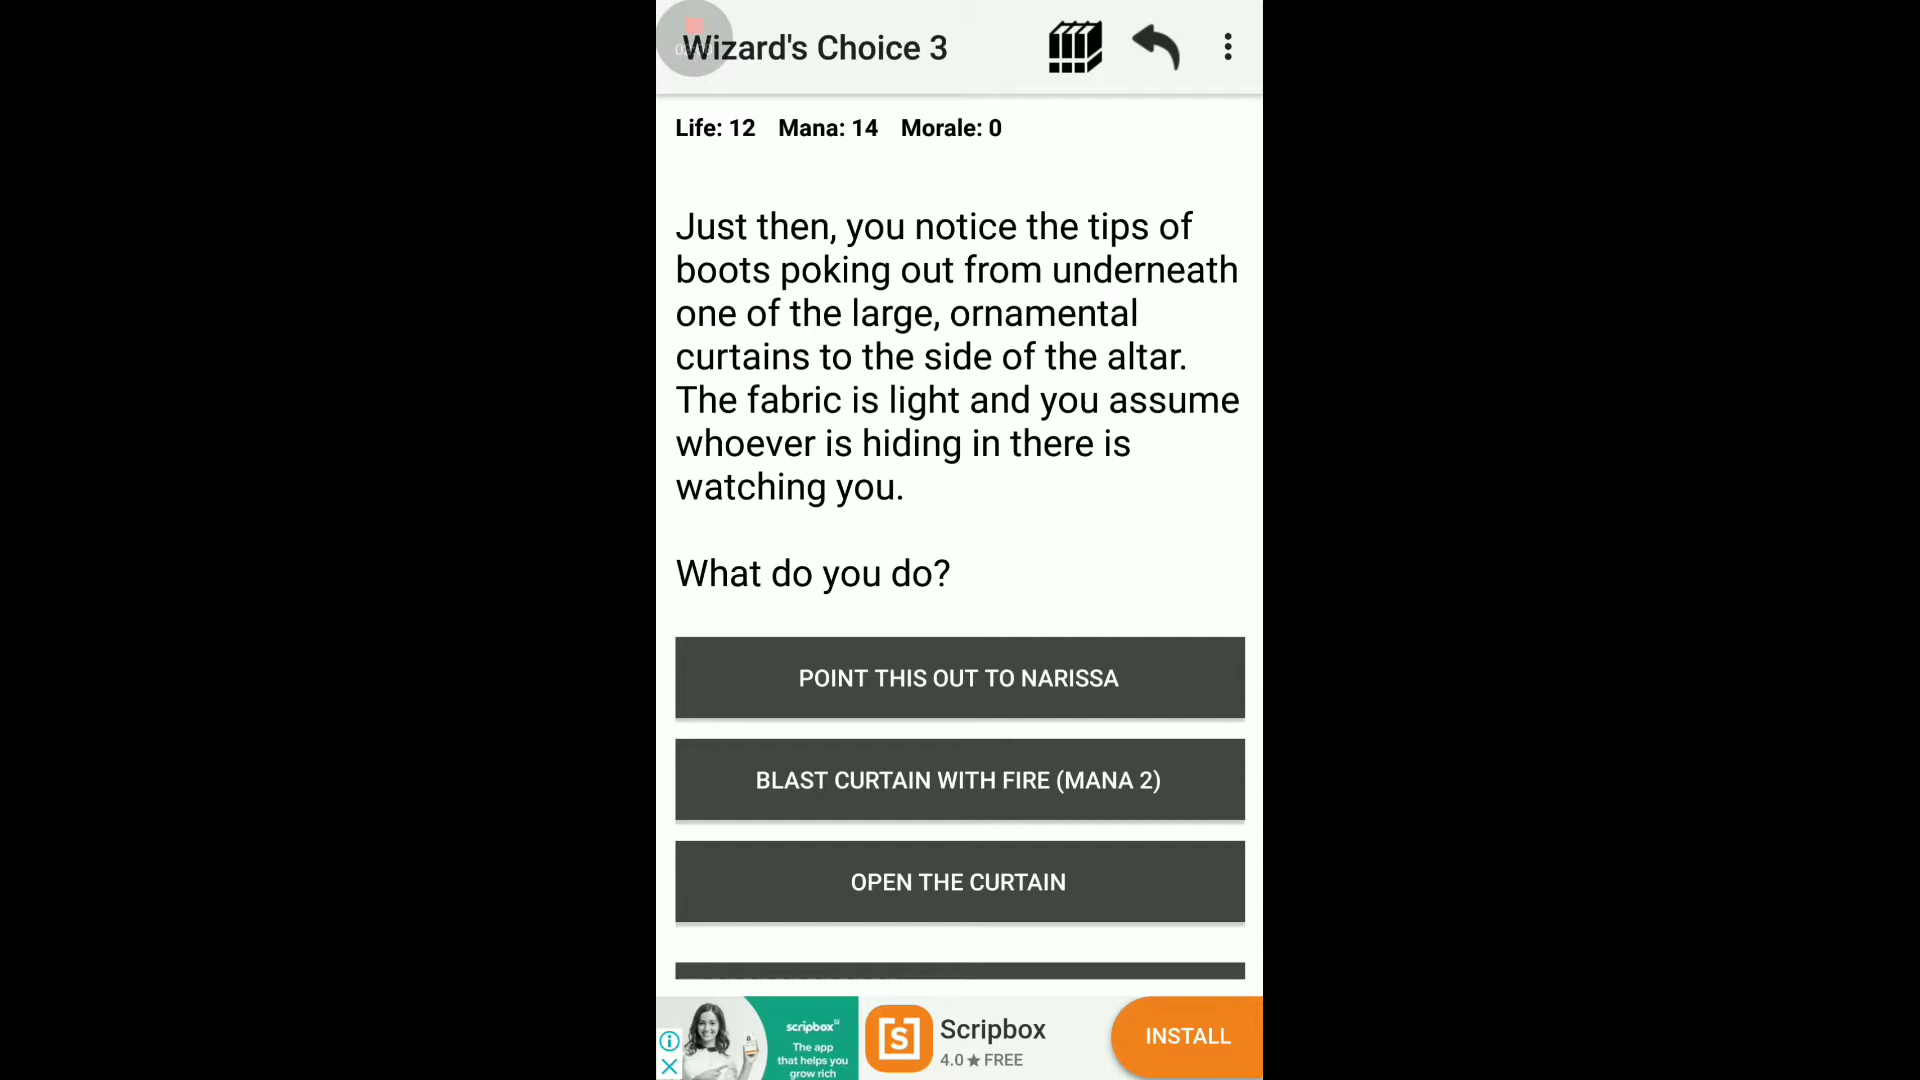 Wizard's Choice 3
Life: 12 Mana: 14 Morale: 0
Just then, you notice the tips of
boots poking out from underneath
one of the large, ornamental
curtains to the side of the altar.
The fabric is light and you assume
whoever is hiding in there is
watching you.
What do you do?
POINT THIS OUT TO NARISSA
BLAST CURTAIN WITH FIRE (MANA 2)
OPEN THE CURTAIN
scripbox
The app
that helps you
grow rich
Scripbox
4.0★FREE
INSTALL